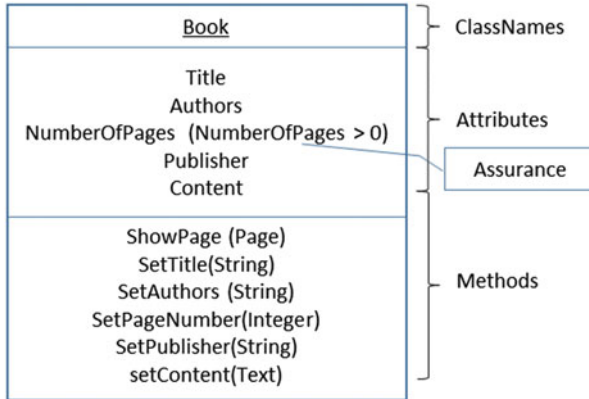 Book
ClassNames
Title
Authors
NumberOfPages (NumberOfPages > 0)
Publisher
Content
Attributes
Assurance
ShowPage (Page)
SetTitle(String)
SetAuthors (String)
SetPageNumber(Integer)
SetPublisher(String)
setContent(Text)
Methods